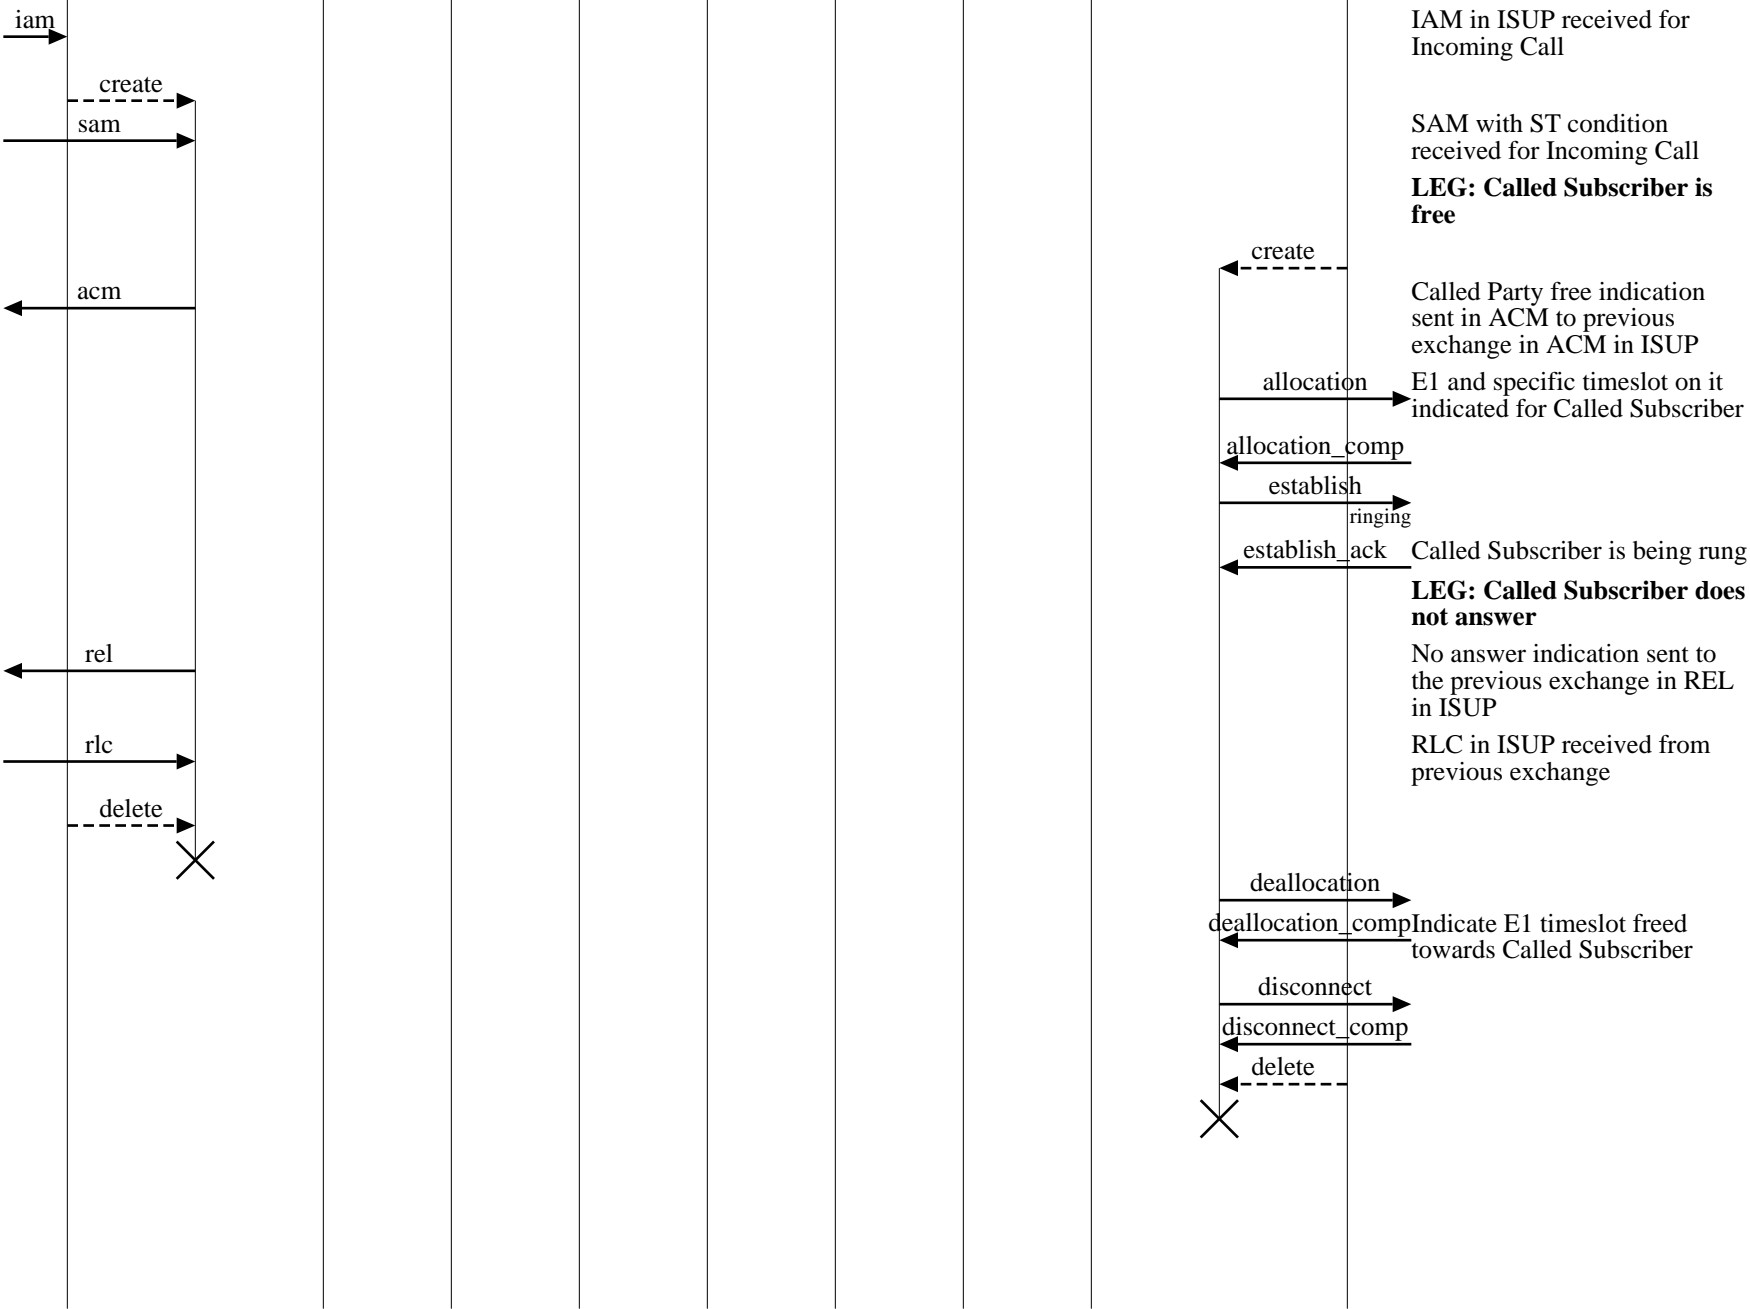 iam
IAM in ISUP received for
Incoming Call
create
sam
SAM with ST condition
received for Incoming Call
LEG: Called Subscriber is
free
create
acm
Called Party free indication
sent in ACM to previous
exchange in ACM in ISUP
allocation
E1 and specific timeslot on it
indicated for Called Subscriber
allocation_comp
establish
ringing
establish_ack
Called Subscriber is being rung
LEG: Called Subscriber does
not answer
rel
No answer indication sent to
the previous exchange in REL
in ISUP
rlc
RLC in ISUP received from
previous exchange
delete
deallocation
deallocation_comp
Indicate E1 timeslot freed
towards Called Subscriber
disconnect
disconnect_comp
delete